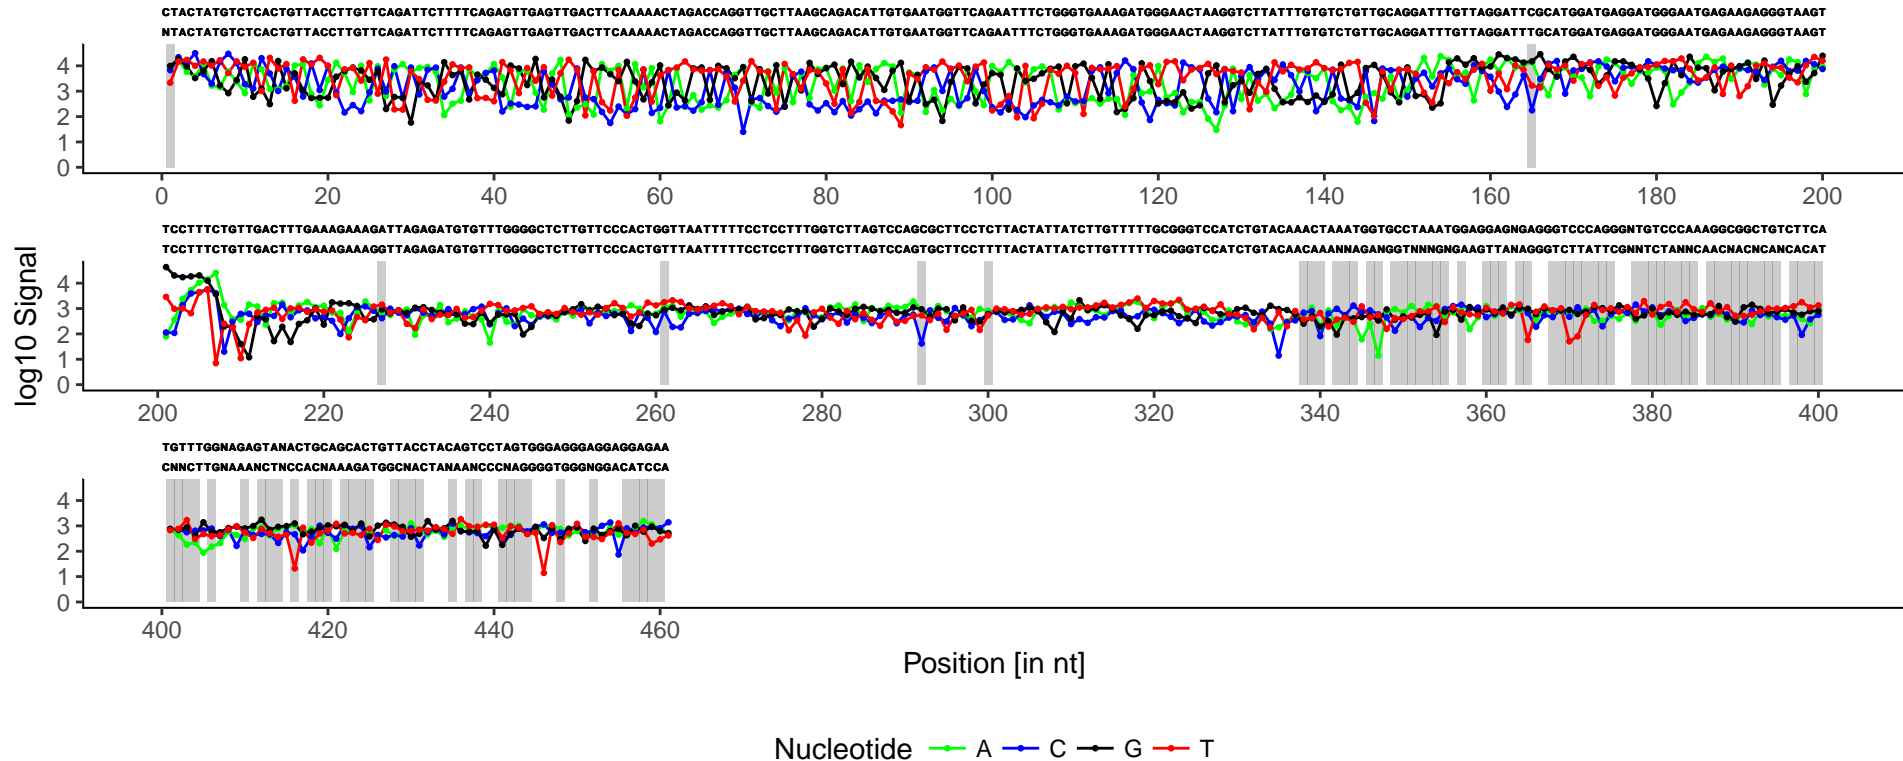 CTACTATGTCTCACTGTTACCTTGTTCAGATTCTTTTCAGAGTTGAGTTGACTTCAAAAACTAGACCAGGTTGCTTAAGCAGACATTGTGAATGGTTCAGAATTTCTGGGTGAAAGATGGGAACTAAGGTCTTATTTGTGTCTGTTGCAGGATTTGTTAGGATTCGCATGGATGAGGATGGGAATGAGAAGAGGGTAAGT
NTACTATGTCTCACTGTTACCTTGTTCAGATTCTTTTCAGAGTTGAGTTGACTTCAAAAACTAGACCAGGTTGCTTAAGCAGACATTGTGAATGGTTCAGAATTTCTGGGTGAAAGATGGGAACTAAGGTCTTATTTGTGTCTGTTGCAGGATTTGTTAGGATTTGCATGGATGAGGATGGGAATGAGAAGAGGGTAAGT
4
3
2
1
0
0 20 40 60 80 100 120 140 160 180 200
TCCTTTCTGTTGACTTTGAAAGAAAGATTAGAGATGTGTTTGGGGCTCTTGTTCCCACTGGTTAATTTTTCCTCCTTTGGTCTTAGTCCAGCGCTTCCTCTTACTATTATCTTGTTTTTGCGGGTCCATCTGTACAAACTAAATGGTGCCTAAATGGAGGAGNGAGGGTCCCAGGGNTGTCCCAAAGGCGGCTGTCTTCA
TCCTTTCTGTTGACTTTGAAAGAAAGGTTAGAGATGTGTTTGGGGCTCTTGTTCCCACTGTTTAATTTTTCCTCCTTTGGTCTTAGTCCAGTGCTTCCTTTTACTATTATCTTGTTTTTGCGGGTCCATCTGTACAACAAANNAGANGGTNNNGNGAAGTTANAGGGTCTTATTCGNNTCTANNCAACNACNCANCACAT
log10 Signal
4
3
2
1
0
200 220 240 260 280 300 320 340 360 380 400
TGTTTGGNAGAGTANACTGCAGCACTGTTACCTACAGTCCTAGTGGGAGGGAGGAGGAGAA
CNNCTTGNAAANCTNCCACNAAAGATGGCNACTANAANCCCNAGGGGTGGGNGGACATCCA
4
3
2
1
0
400 420 440 460
Position [in nt]
Nucleotide A C G T